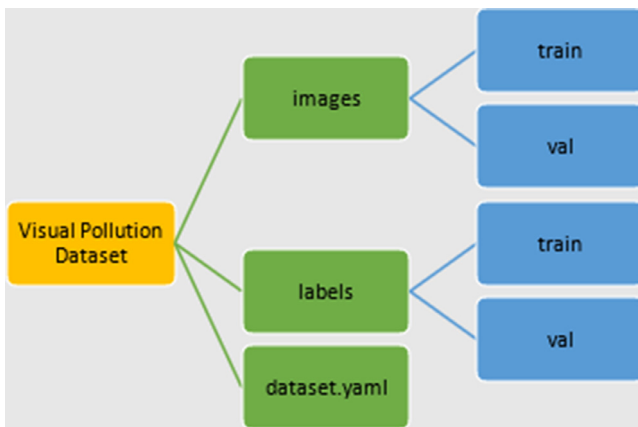 Visual Pollution
Dataset
images
train
val
labels
train
val
dataset.yaml